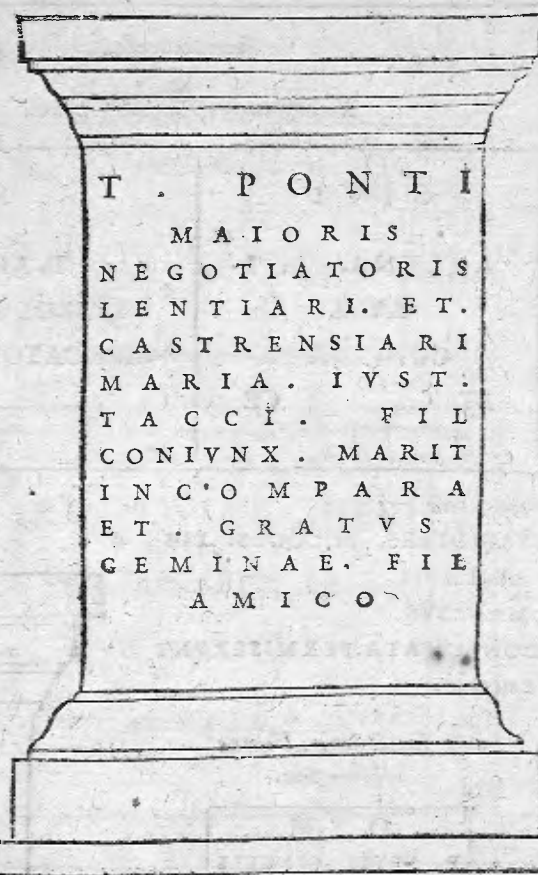 T. PONTI
MAIORIS
NEGOTIATORIS
LENTIARI. ET.
CASTRENSIARI
MARIA. IVST.
TACCI. FIL
CONIVNX. MARIT
INCOMPARA
ET. GRATVS
GEMINAE. FIL
AMICO